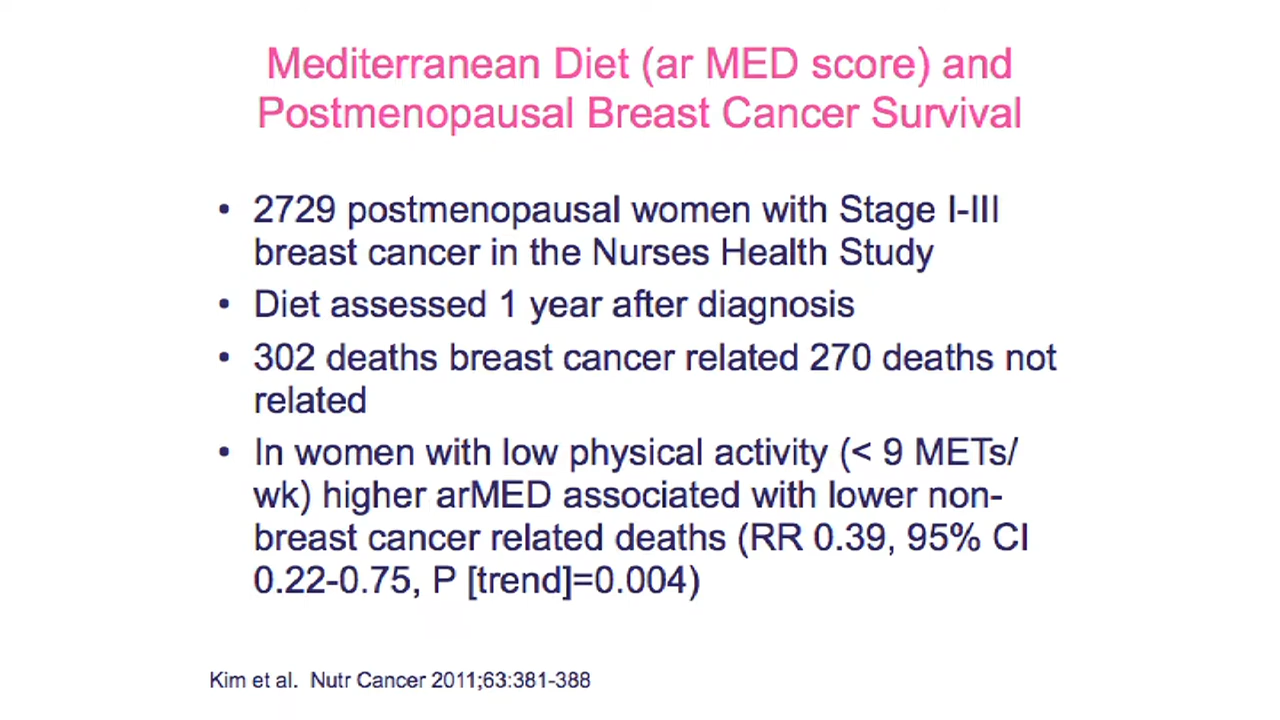 Mediterranean Diet (ar MED score) and
Postmenopausal Breast Cancer Survival
• 2729 postmenopausal women with Stage I-III
breast cancer in the Nurses Health Study
• Diet assessed 1 year after diagnosis
• 302 deaths breast cancer related 270 deaths not
related
• In women with low physical activity (< 9 METs/
wk) higher arMED associated with lower non-
breast cancer related deaths (RR 0.39, 95% CI
0.22-0.75, P [trend]=0.004)
Kim et al. Nutr Cancer 2011;63:381-388